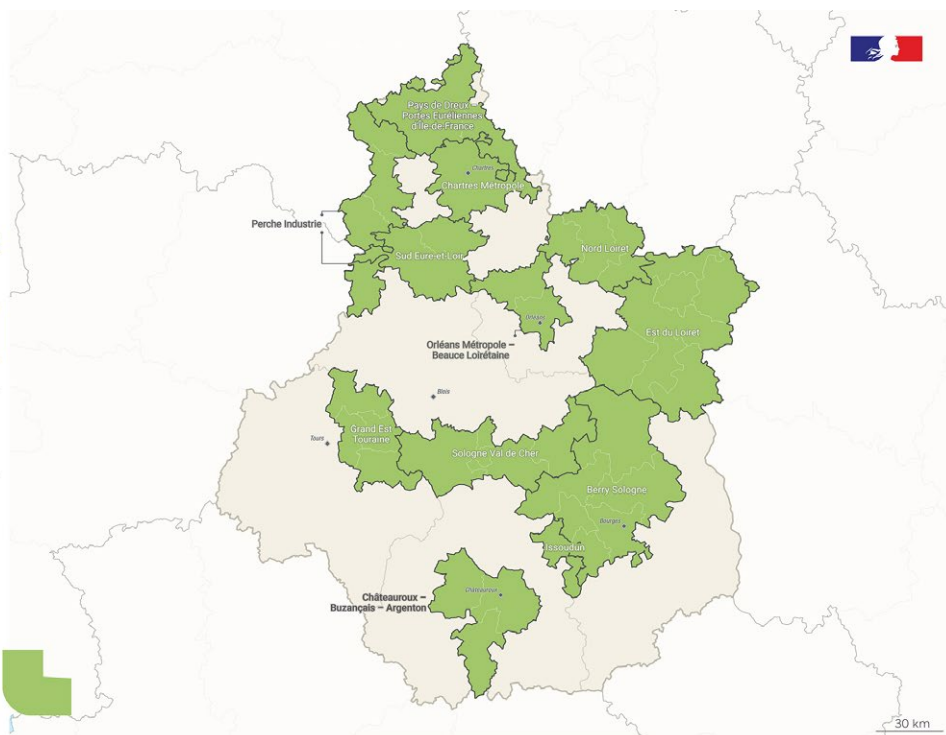 Pays de Dreux –
Portes Euréliennes
d'Île-de-France
Chartres
Chartres Métropole
Perche Industrie
Nord Loiret
Sud Eure-et-Loir
Orléans
Est du Loiret
Orléans Métropole –
Beauce Loirétaine
Blois
Grand Est
Touraine
Tours
Sologne Val de Cher
Berry Sologne
Bourges
Issoudun
Châteauroux
Châteauroux –
Buzançais – Argenton
30 km